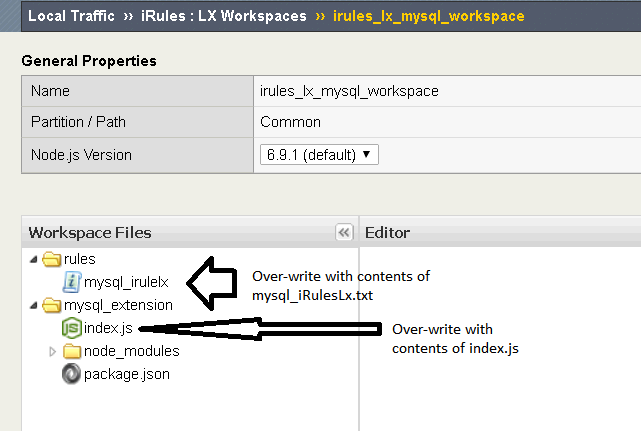 Local Traffic ›› iRules : LX Workspaces ›› irules_lx_mysql_workspace
General Properties
Name irules_lx_mysql_workspace
Partition / Path Common
Node.js Version 6.9.1 (default)
Workspace Files
Editor
rules
mysql_irulelx
Over-write with contents of
mysql_iRulesLx.txt
mysql_extension
JS index.js
Over-write with
contents of index.js
node_modules
package.json